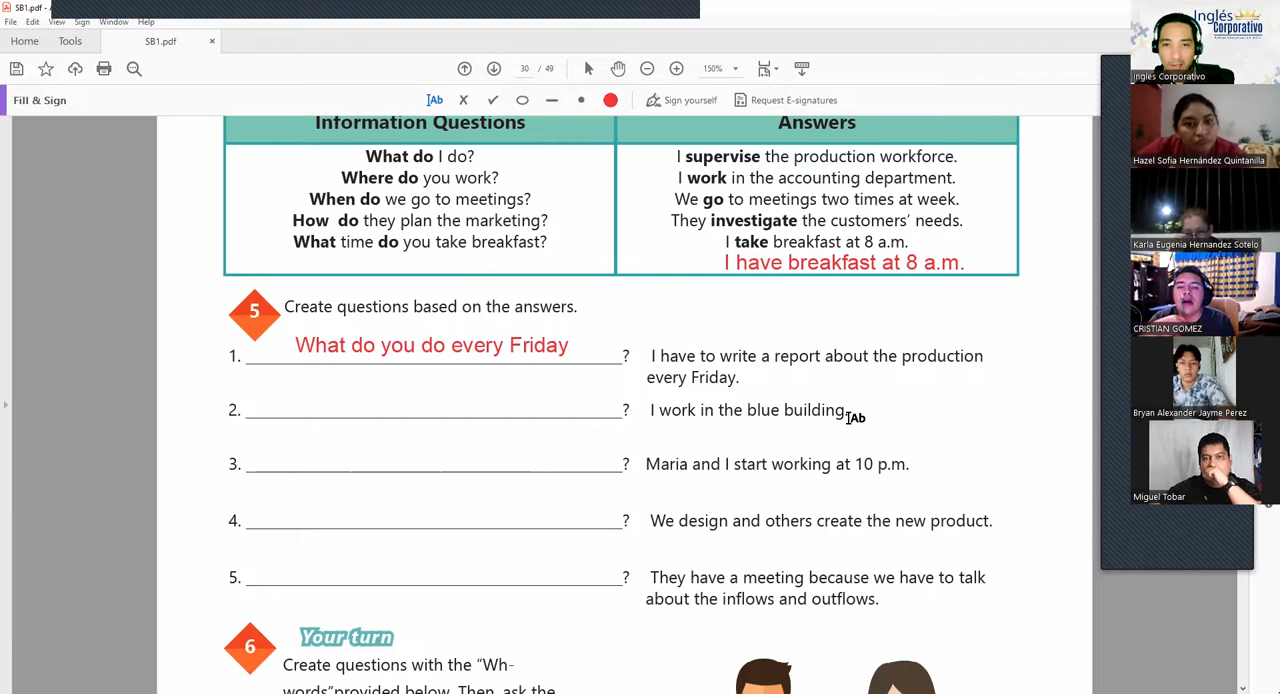 SB1.pdf -
File Edit View Sign Window Help
Home Tools SB1.pdf ×
30 / 49 150%
Fill & Sign
Ab Sign yourself Request E-signatures
Information Questions Answers
What do I do? I supervise the production workforce.
Where do you work? I work in the accounting department.
When do we go to meetings? We go to meetings two times at week.
How do they plan the marketing? They investigate the customers' needs.
What time do you take breakfast? I take breakfast at 8 a.m.
I have breakfast at 8 a.m.
5 Create questions based on the answers.
1. What do you do every Friday ? I have to write a report about the production
every Friday.
2. ? I work in the blue building.
Ab
3. ? Maria and I start working at 10 p.m.
4. ? We design and others create the new product.
5. ? They have a meeting because we have to talk
about the inflows and outflows.
6 Your turn
Create questions with the “Wh-
words”provided below. Then, ask the
Inglés
Corporativo
Inglés Corporativo
Hazel Sofia Hernández Quintanilla
Karla Eugenia Hernandez Sotelo
CRISTIAN GOMEZ
Bryan Alexander Jayme Perez
Miguel Tobar